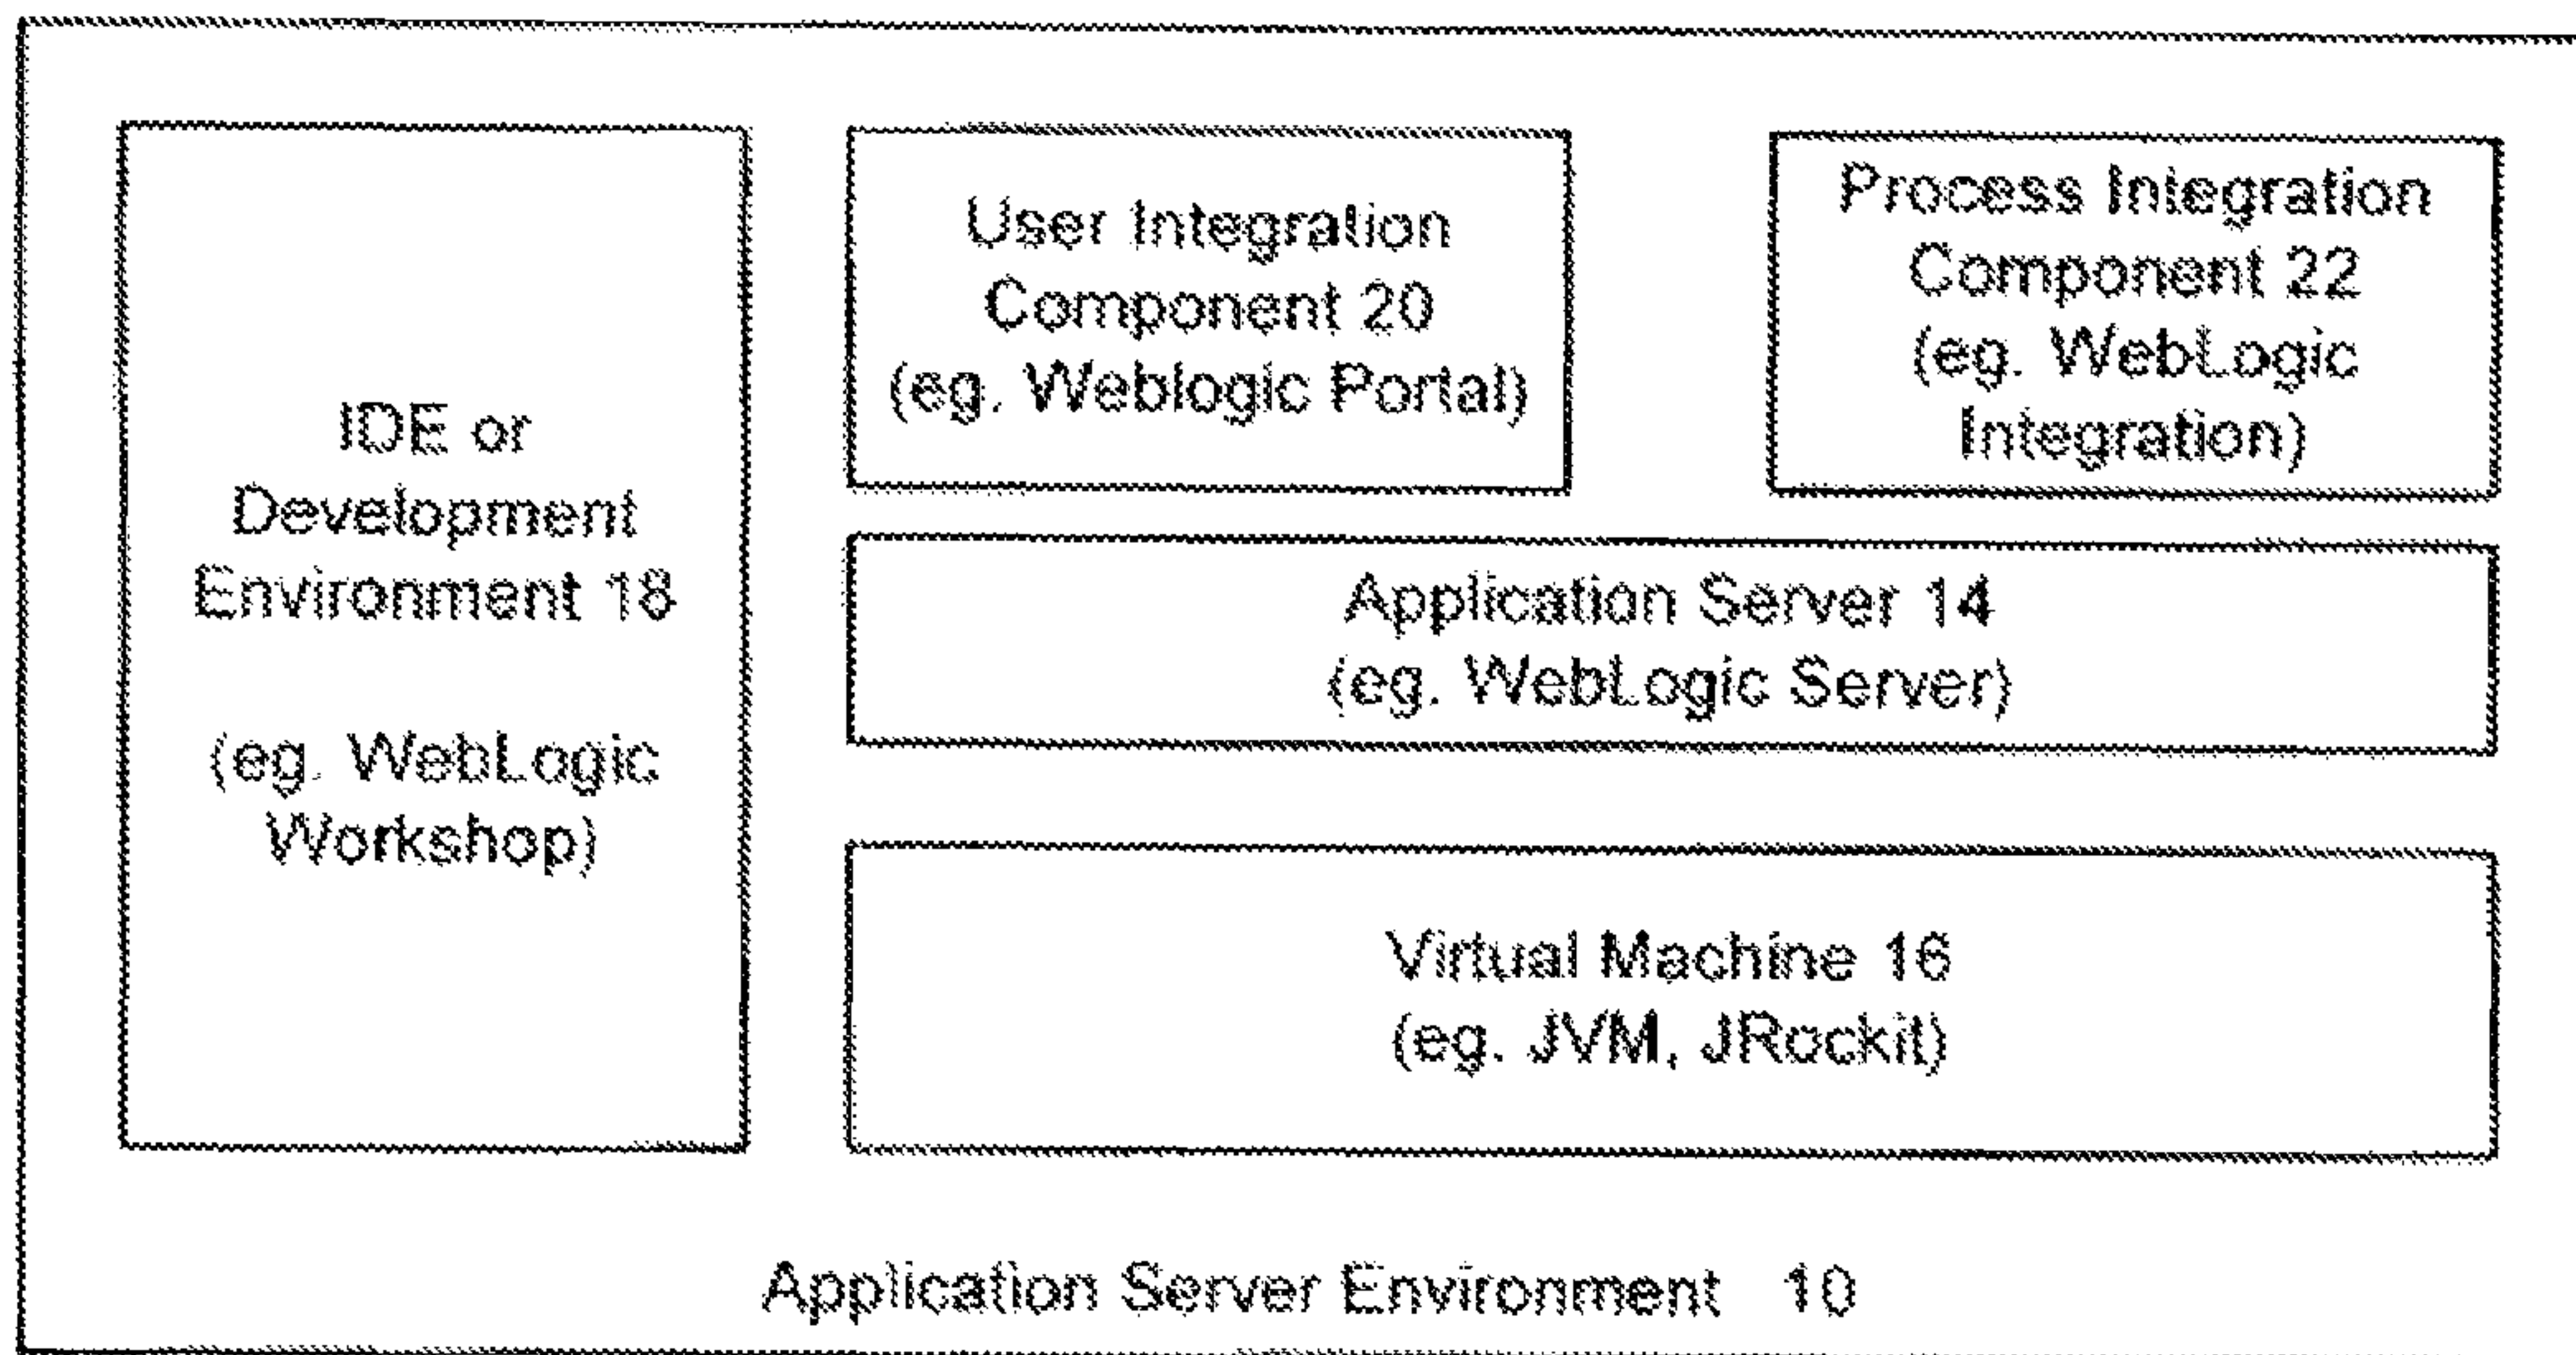 IDE or
Development
Environment 18
(eg. WebLogic
Workshop)
User Integration
Component 20
(eg. Weblogic Portal)
Process Integration
Component 22
(eg. WebLogic
Integration)
Application Server 14
(eg. WebLogic Server)
Virtual Machine 16
(eg. JVM, JRockit)
Application Server Environment 10